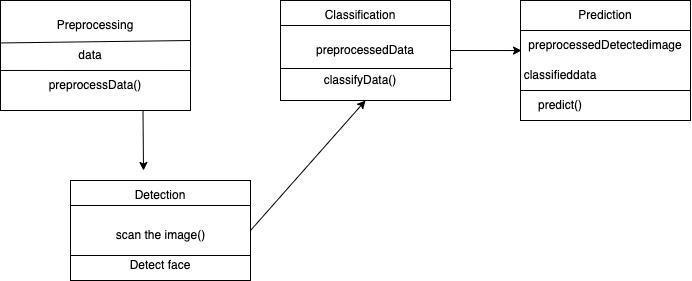 Preprocessing
data
preprocessData()
Detection
scan the image()
Detect face
Classification
preprocessedData
classifyData()
Prediction
preprocessedDetectedimage
classifieddata
predict()